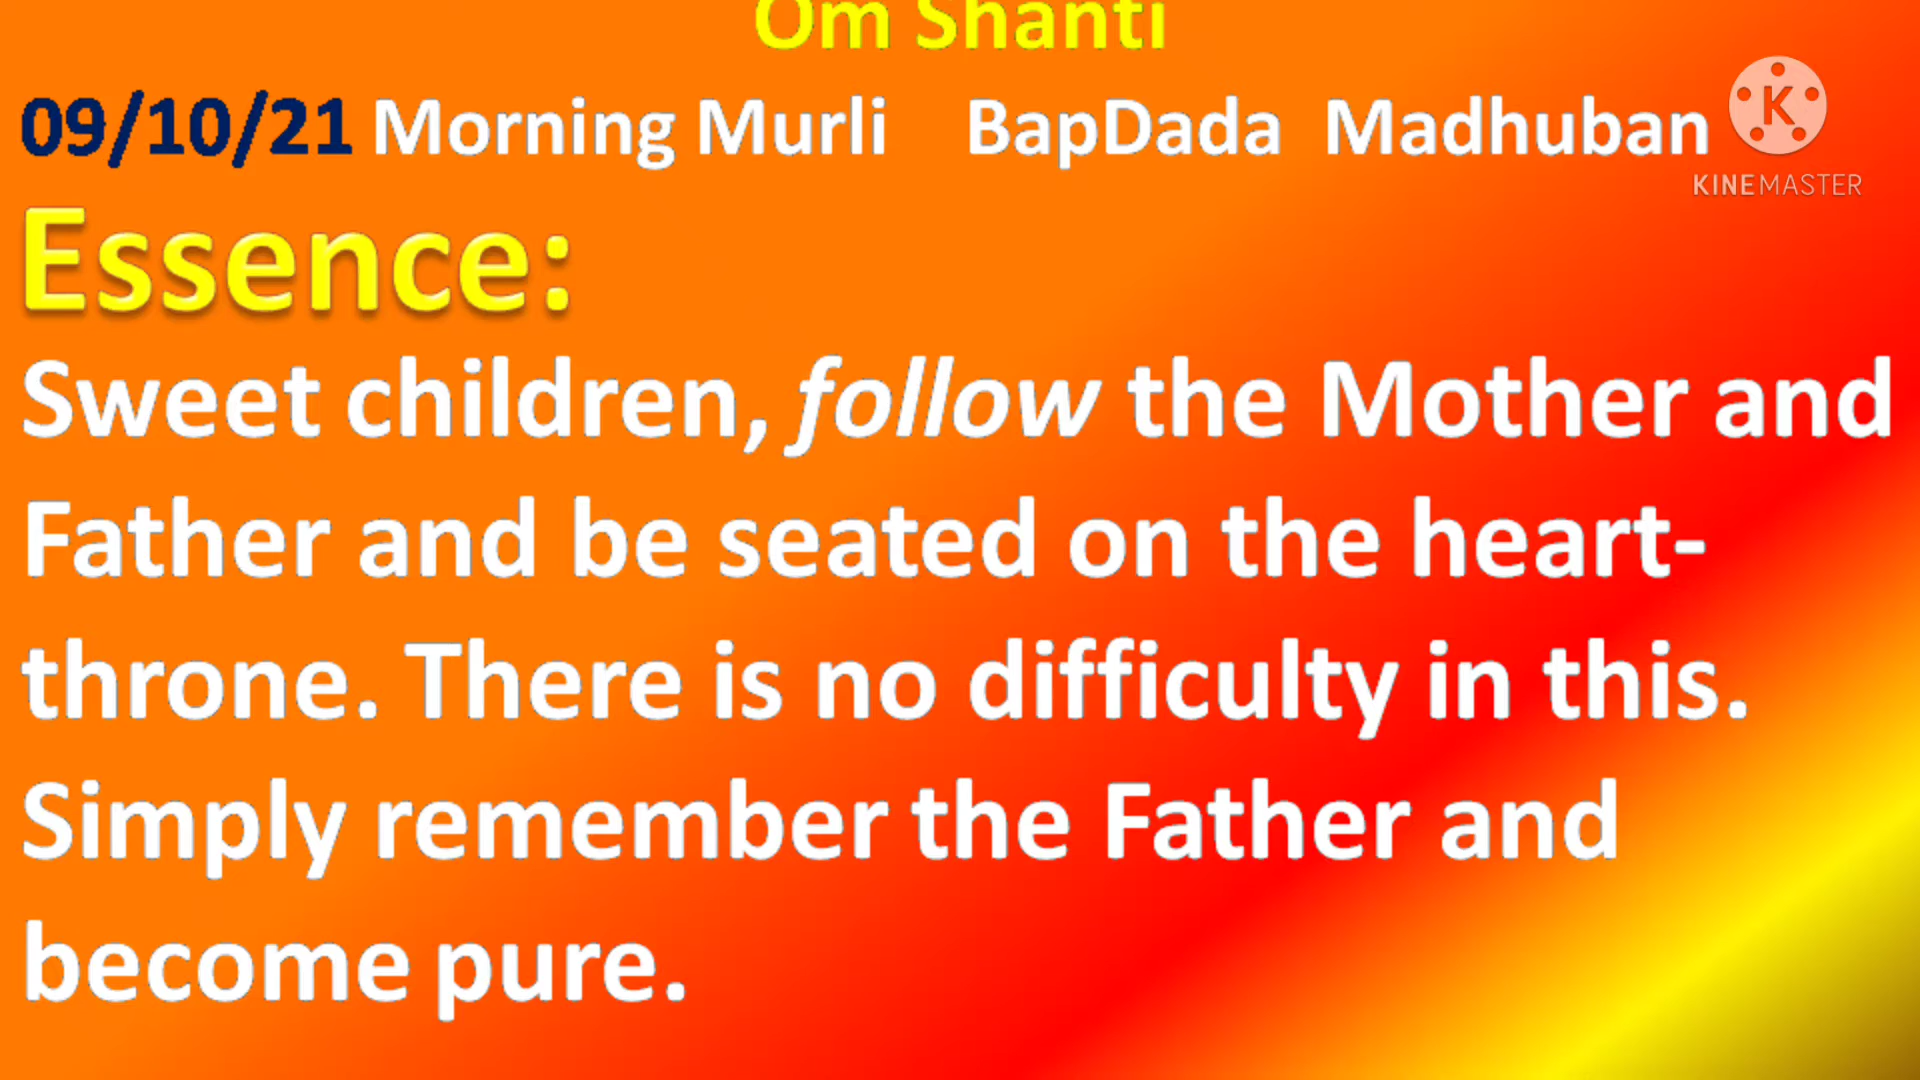 Om Shanti
09/10/21 Morning Murli BapDada Madhuban
K
KINEMASTER
Essence:
Sweet children, follow the Mother and
Father and be seated on the heart-
throne. There is no difficulty in this.
Simply remember the Father and
become pure.